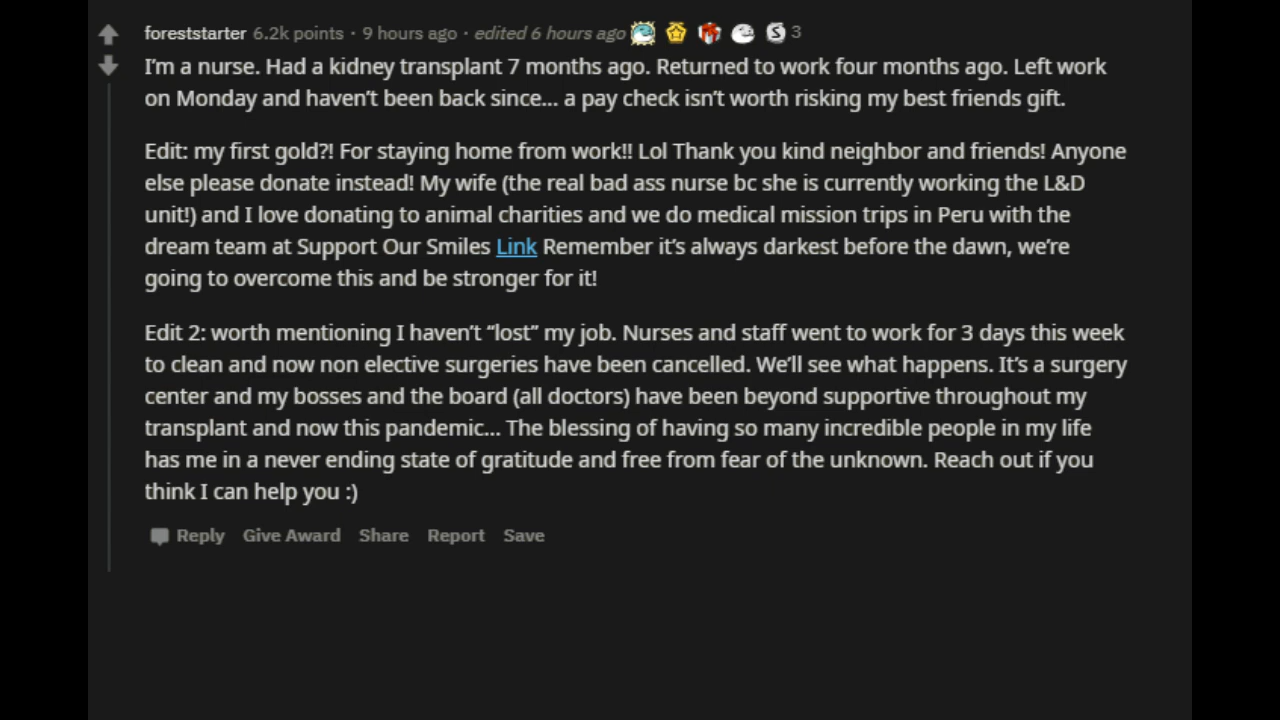 foreststarter 6.2k points · 9 hours ago · edited 6 hours ago S 3
I'm a nurse. Had a kidney transplant 7 months ago. Returned to work four months ago. Left work
on Monday and haven't been back since... a pay check isn't worth risking my best friends gift.
Edit: my first gold?! For staying home from work!! Lol Thank you kind neighbor and friends! Anyone
else please donate instead! My wife (the real bad ass nurse bc she is currently working the L&D
unit!) and I love donating to animal charities and we do medical mission trips in Peru with the
dream team at Support Our Smiles Link Remember it's always darkest before the dawn, we're
going to overcome this and be stronger for it!
Edit 2: worth mentioning I haven't “lost” my job. Nurses and staff went to work for 3 days this week
to clean and now non elective surgeries have been cancelled. We'll see what happens. It's a surgery
center and my bosses and the board (all doctors) have been beyond supportive throughout my
transplant and now this pandemic... The blessing of having so many incredible people in my life
has me in a never ending state of gratitude and free from fear of the unknown. Reach out if you
think I can help you :)
Reply Give Award Share Report Save